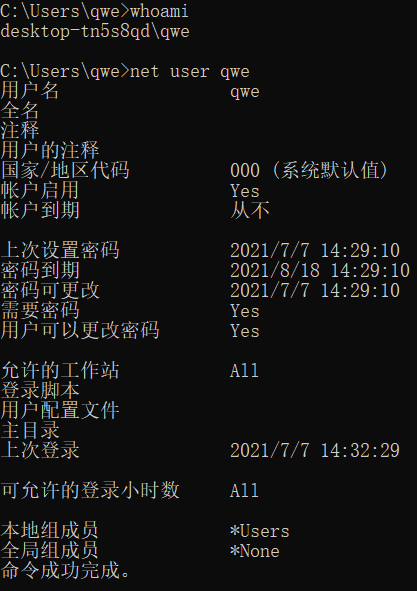 C:\Users\qwe>whoami
desktop-tn5s8qd\qwe
C:\Users\qwe>net user qwe
用户名 qwe
全名
注释
用户的注释
国家/地区代码 000 (系统默认值)
帐户启用 Yes
帐户到期 从不
上次设置密码 2021/7/7 14:29:10
密码到期 2021/8/18 14:29:10
密码可更改 2021/7/7 14:29:10
需要密码 Yes
用户可以更改密码 Yes
允许的工作站 All
登录脚本
用户配置文件
主目录
上次登录 2021/7/7 14:32:29
可允许的登录小时数 All
本地组成员 *Users
全局组成员 *None
命令成功完成。